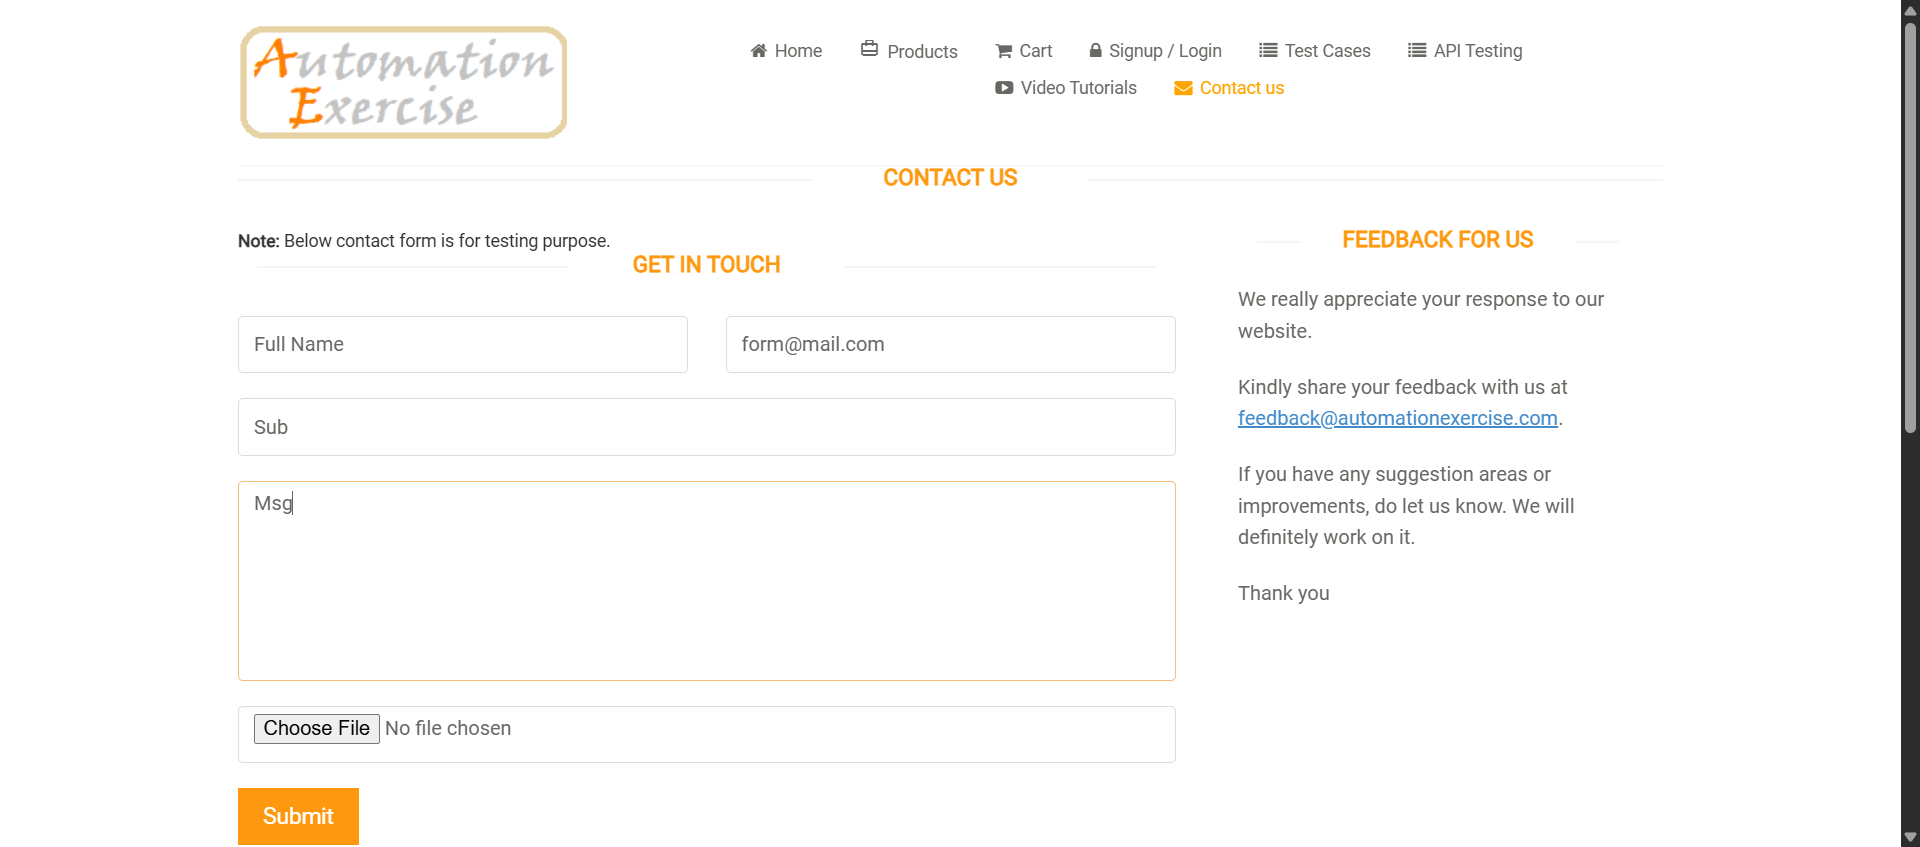 Automation
Exercise
Home
Products
Cart
Signup / Login
Test Cases
API Testing
Video Tutorials
Contact us
CONTACT US
Note: Below contact form is for testing purpose.
GET IN TOUCH
Full Name
form@mail.com
Sub
Msg
Choose File No file chosen
Submit
FEEDBACK FOR US
We really appreciate your response to our
website.
Kindly share your feedback with us at
feedback@automationexercise.com.
If you have any suggestion areas or
improvements, do let us know. We will
definitely work on it.
Thank you